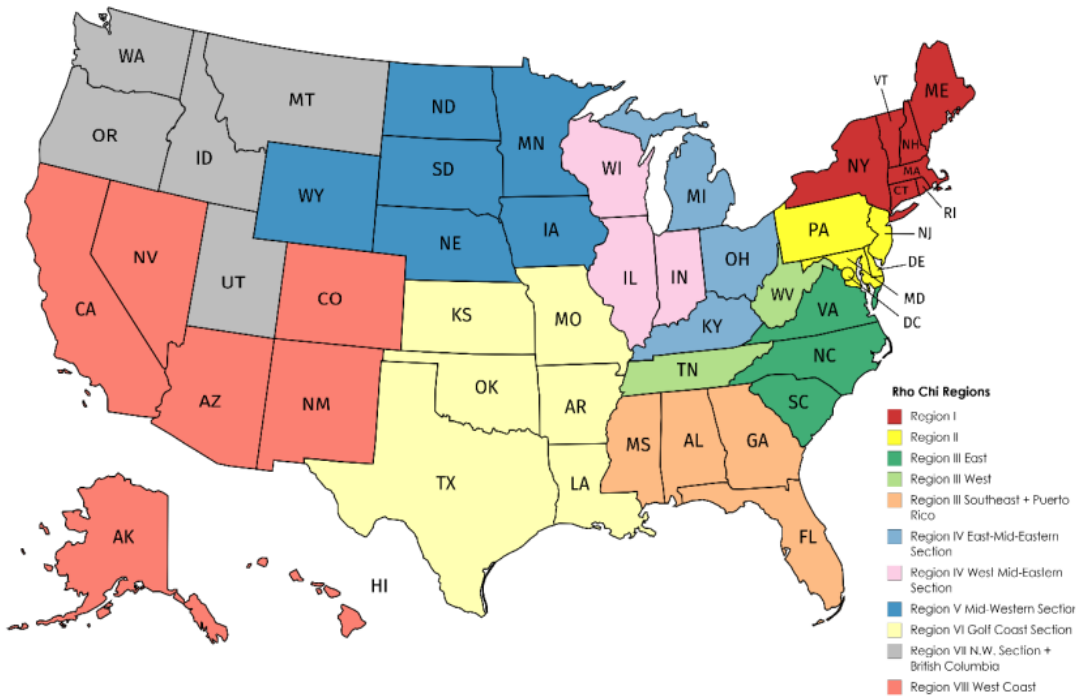 WA
MT
ND
MN
VT
ME
OR
ID
SD
WI
NY
NH
MA
CT
RI
WY
MI
NE
IA
PA
NJ
NV
UT
CO
IL
IN
OH
DE
MD
DC
WV
VA
CA
KS
MO
KY
NC
TN
SC
AZ
NM
OK
AR
MS
AL
GA
TX
LA
FL
AK
HI
Rho Chi Regions
Region I
Region II
Region III East
Region III West
Region III Southeast + Puerto
Rico
Region IV East-Mid-Eastern
Section
Region IV West Mid-Eastern
Section
Region V Mid-Western Section
Region VI Golf Coast Section
Region VII N.W. Section +
British Columbia
Region VIII West Coast